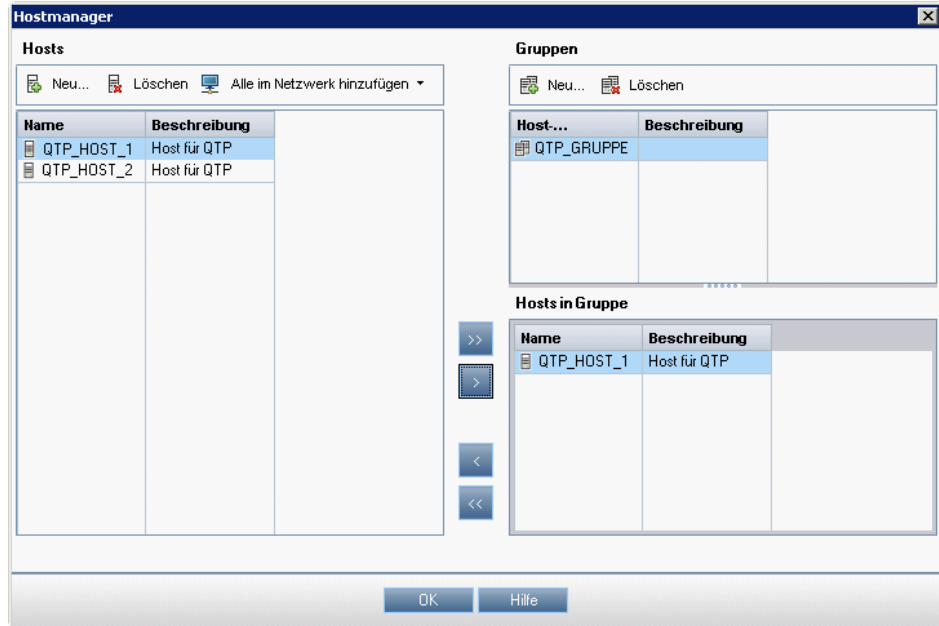 Hostmanager
Hosts
Neu... Löschen Alle im Netzwerk hinzufügen
Name Beschreibung
QTP_HOST_1 Host für QTP
QTP_HOST_2 Host für QTP
Gruppen
Neu... Löschen
Host-... Beschreibung
QTP_GRUPPE
Hosts in Gruppe
Name Beschreibung
QTP_HOST_1 Host für QTP
>>
>
<
<<
OK Hilfe